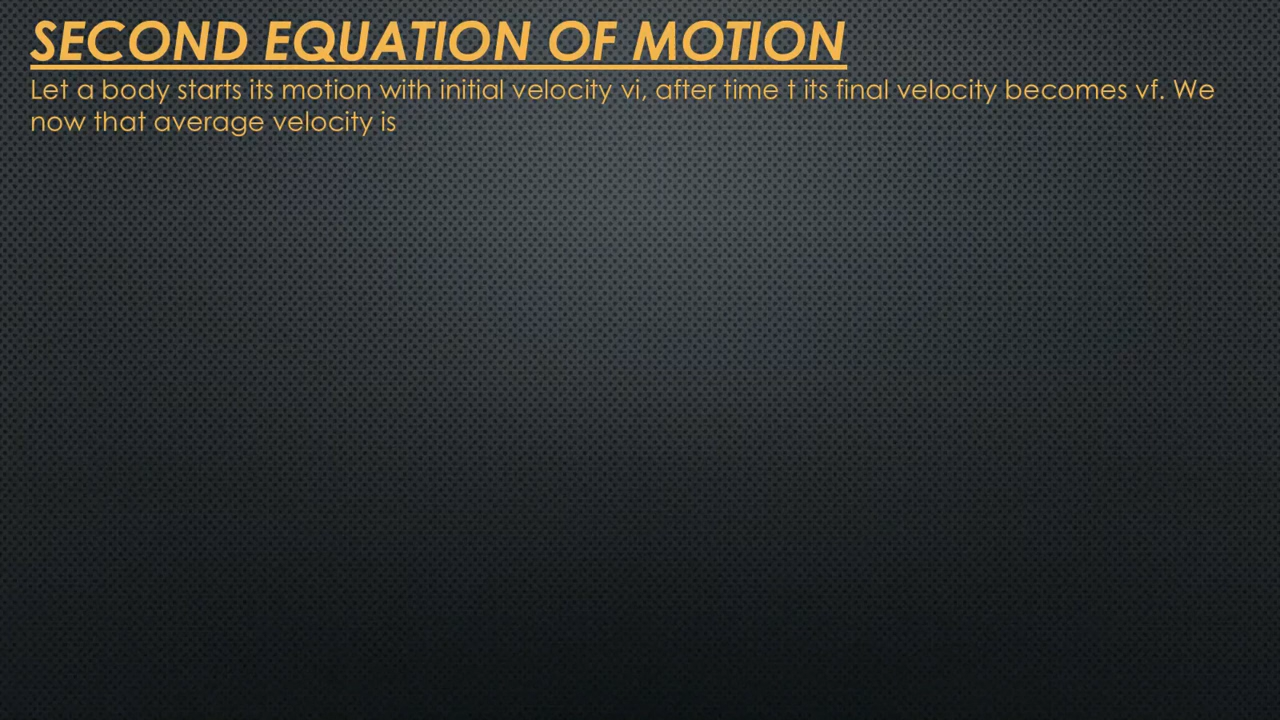 SECOND EQUATION OF MOTION
Let a body starts its motion with initial velocity vi, after time t its final velocity becomes vf. We
now that average velocity is